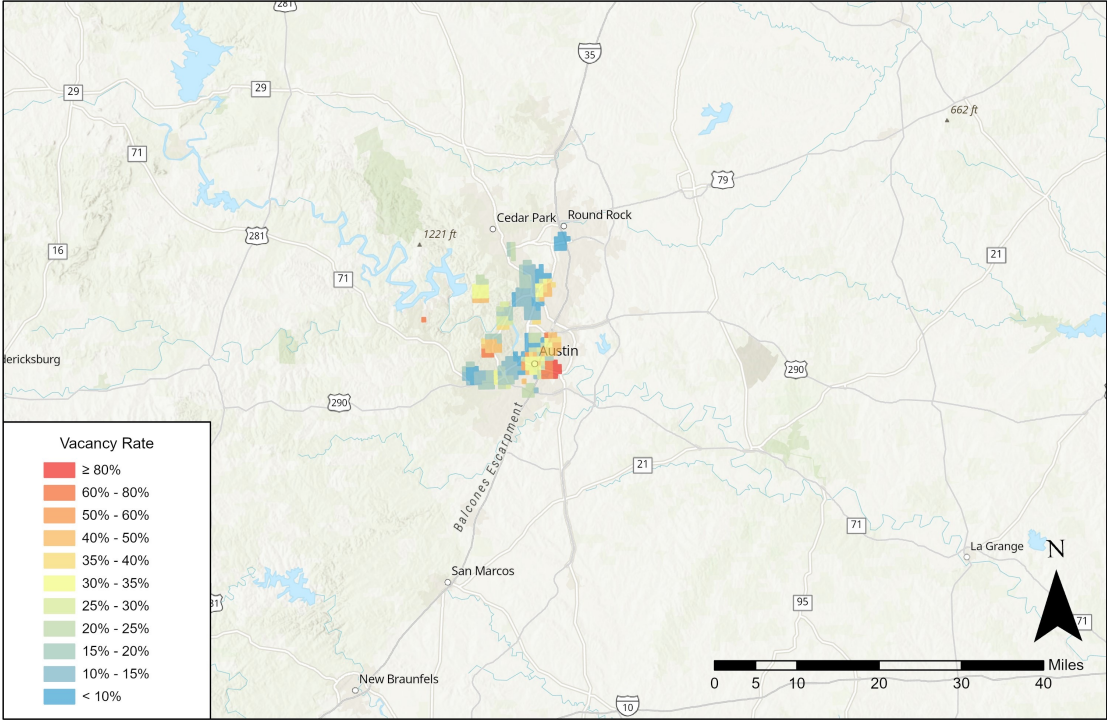 281
35
29
29
662 ft
71
79
Cedar Park
Round Rock
1221 ft
281
16
21
71
dericksburg
Austin
290
290
Balcones Escarpment
Vacancy Rate
≥ 80%
60% - 80%
50% - 60%
40% - 50%
35% - 40%
30% - 35%
25% - 30%
20% - 25%
15% - 20%
10% - 15%
< 10%
21
71
La Grange
N
San Marcos
95
71
Miles
0 5 10 20 30 40
New Braunfels
10